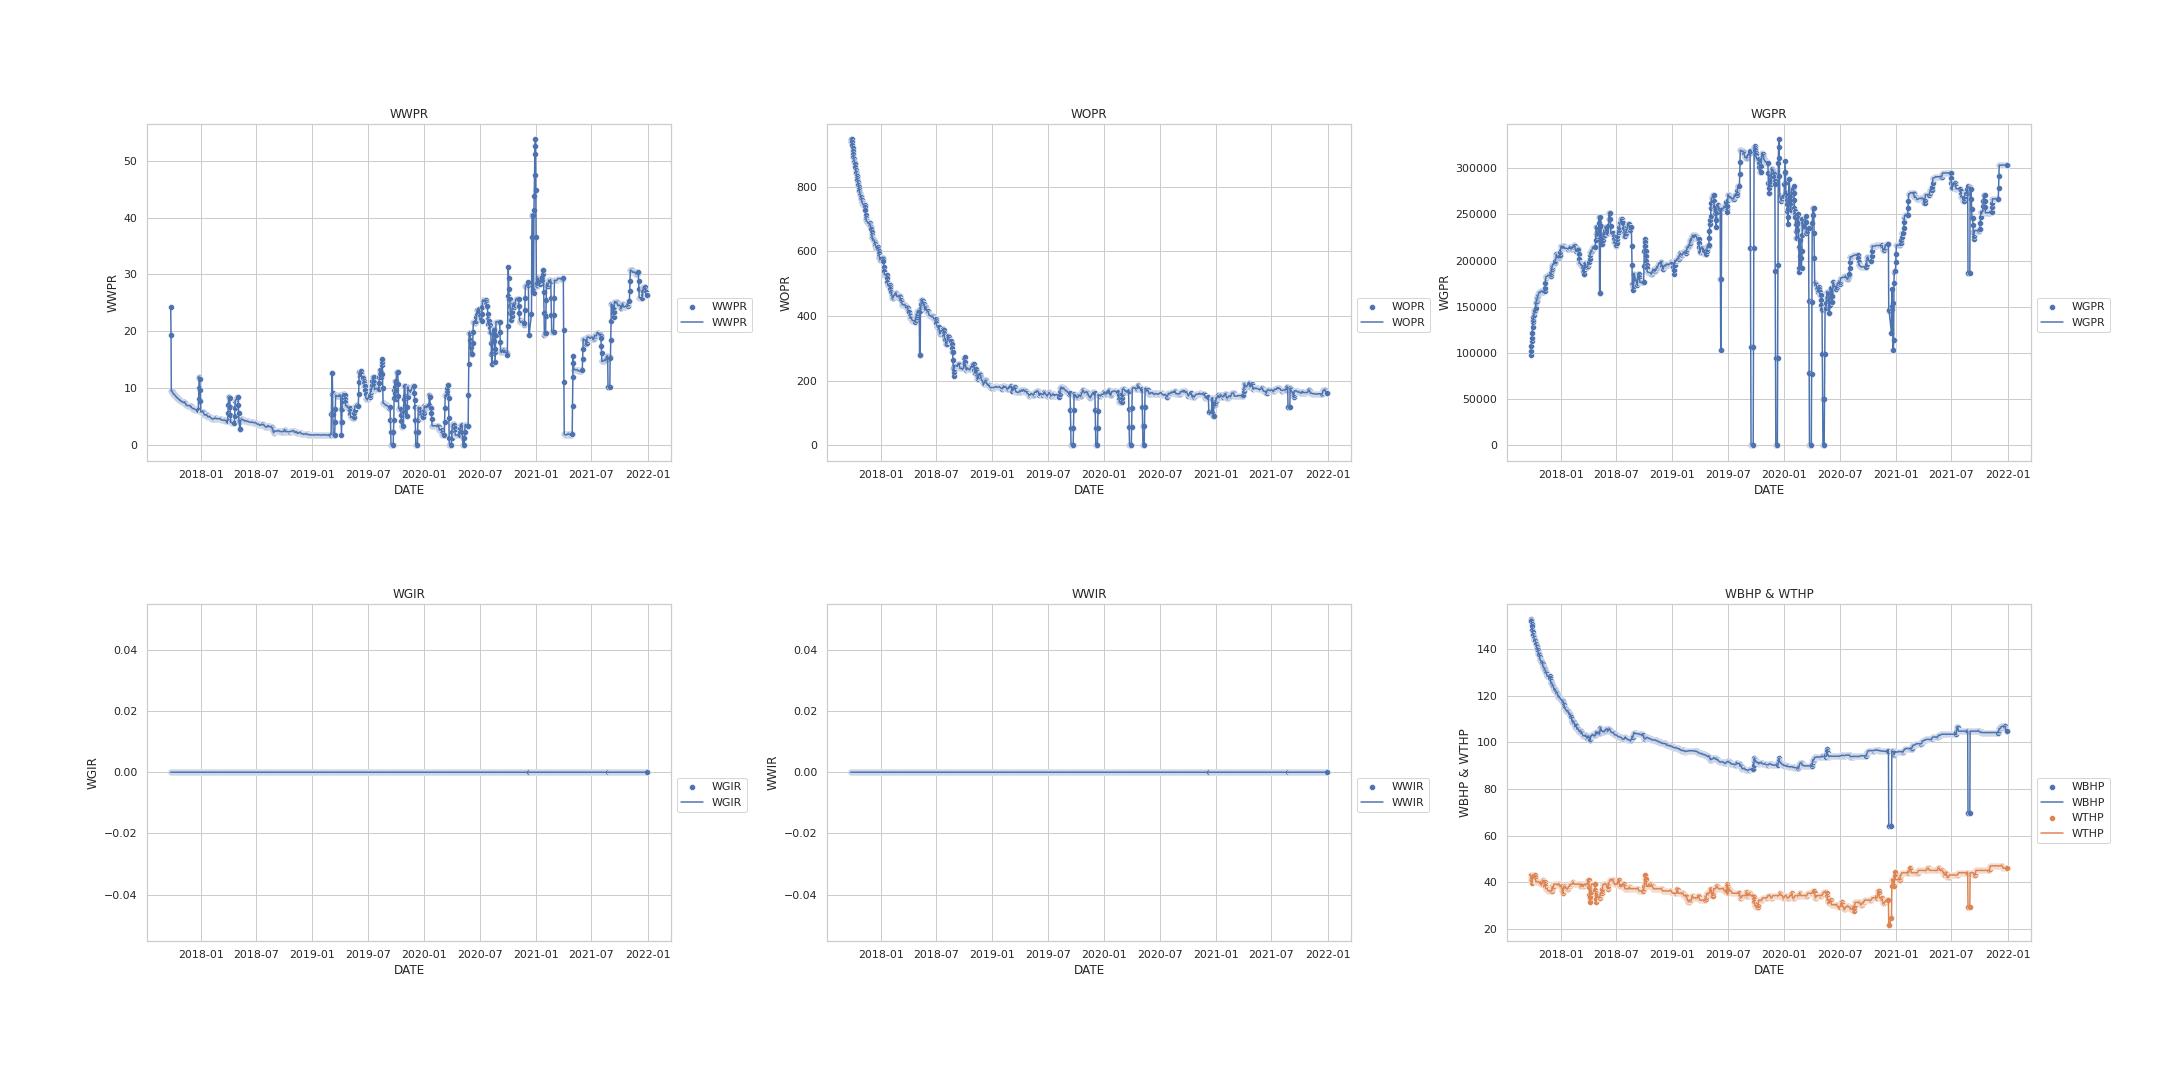 WWPR
WWPR
50
40
30
20
10
0
2018-01 2018-07 2019-01 2019-07 2020-01 2020-07 2021-01 2021-07 2022-01
DATE
WWPR
WWPR
WOPR
WOPR
800
600
400
200
0
2018-01 2018-07 2019-01 2019-07 2020-01 2020-07 2021-01 2021-07 2022-01
DATE
WOPR
WOPR
WGPR
WGPR
300000
250000
200000
150000
100000
50000
0
2018-01 2018-07 2019-01 2019-07 2020-01 2020-07 2021-01 2021-07 2022-01
DATE
WGPR
WGPR
WGIR
WGIR
0.04
0.02
0.00
−0.02
−0.04
2018-01 2018-07 2019-01 2019-07 2020-01 2020-07 2021-01 2021-07 2022-01
DATE
WGIR
WGIR
WWIR
WWIR
0.04
0.02
0.00
−0.02
−0.04
2018-01 2018-07 2019-01 2019-07 2020-01 2020-07 2021-01 2021-07 2022-01
DATE
WWIR
WWIR
WBHP & WTHP
WBHP & WTHP
140
120
100
80
60
40
20
2018-01 2018-07 2019-01 2019-07 2020-01 2020-07 2021-01 2021-07 2022-01
DATE
WBHP
WBHP
WTHP
WTHP